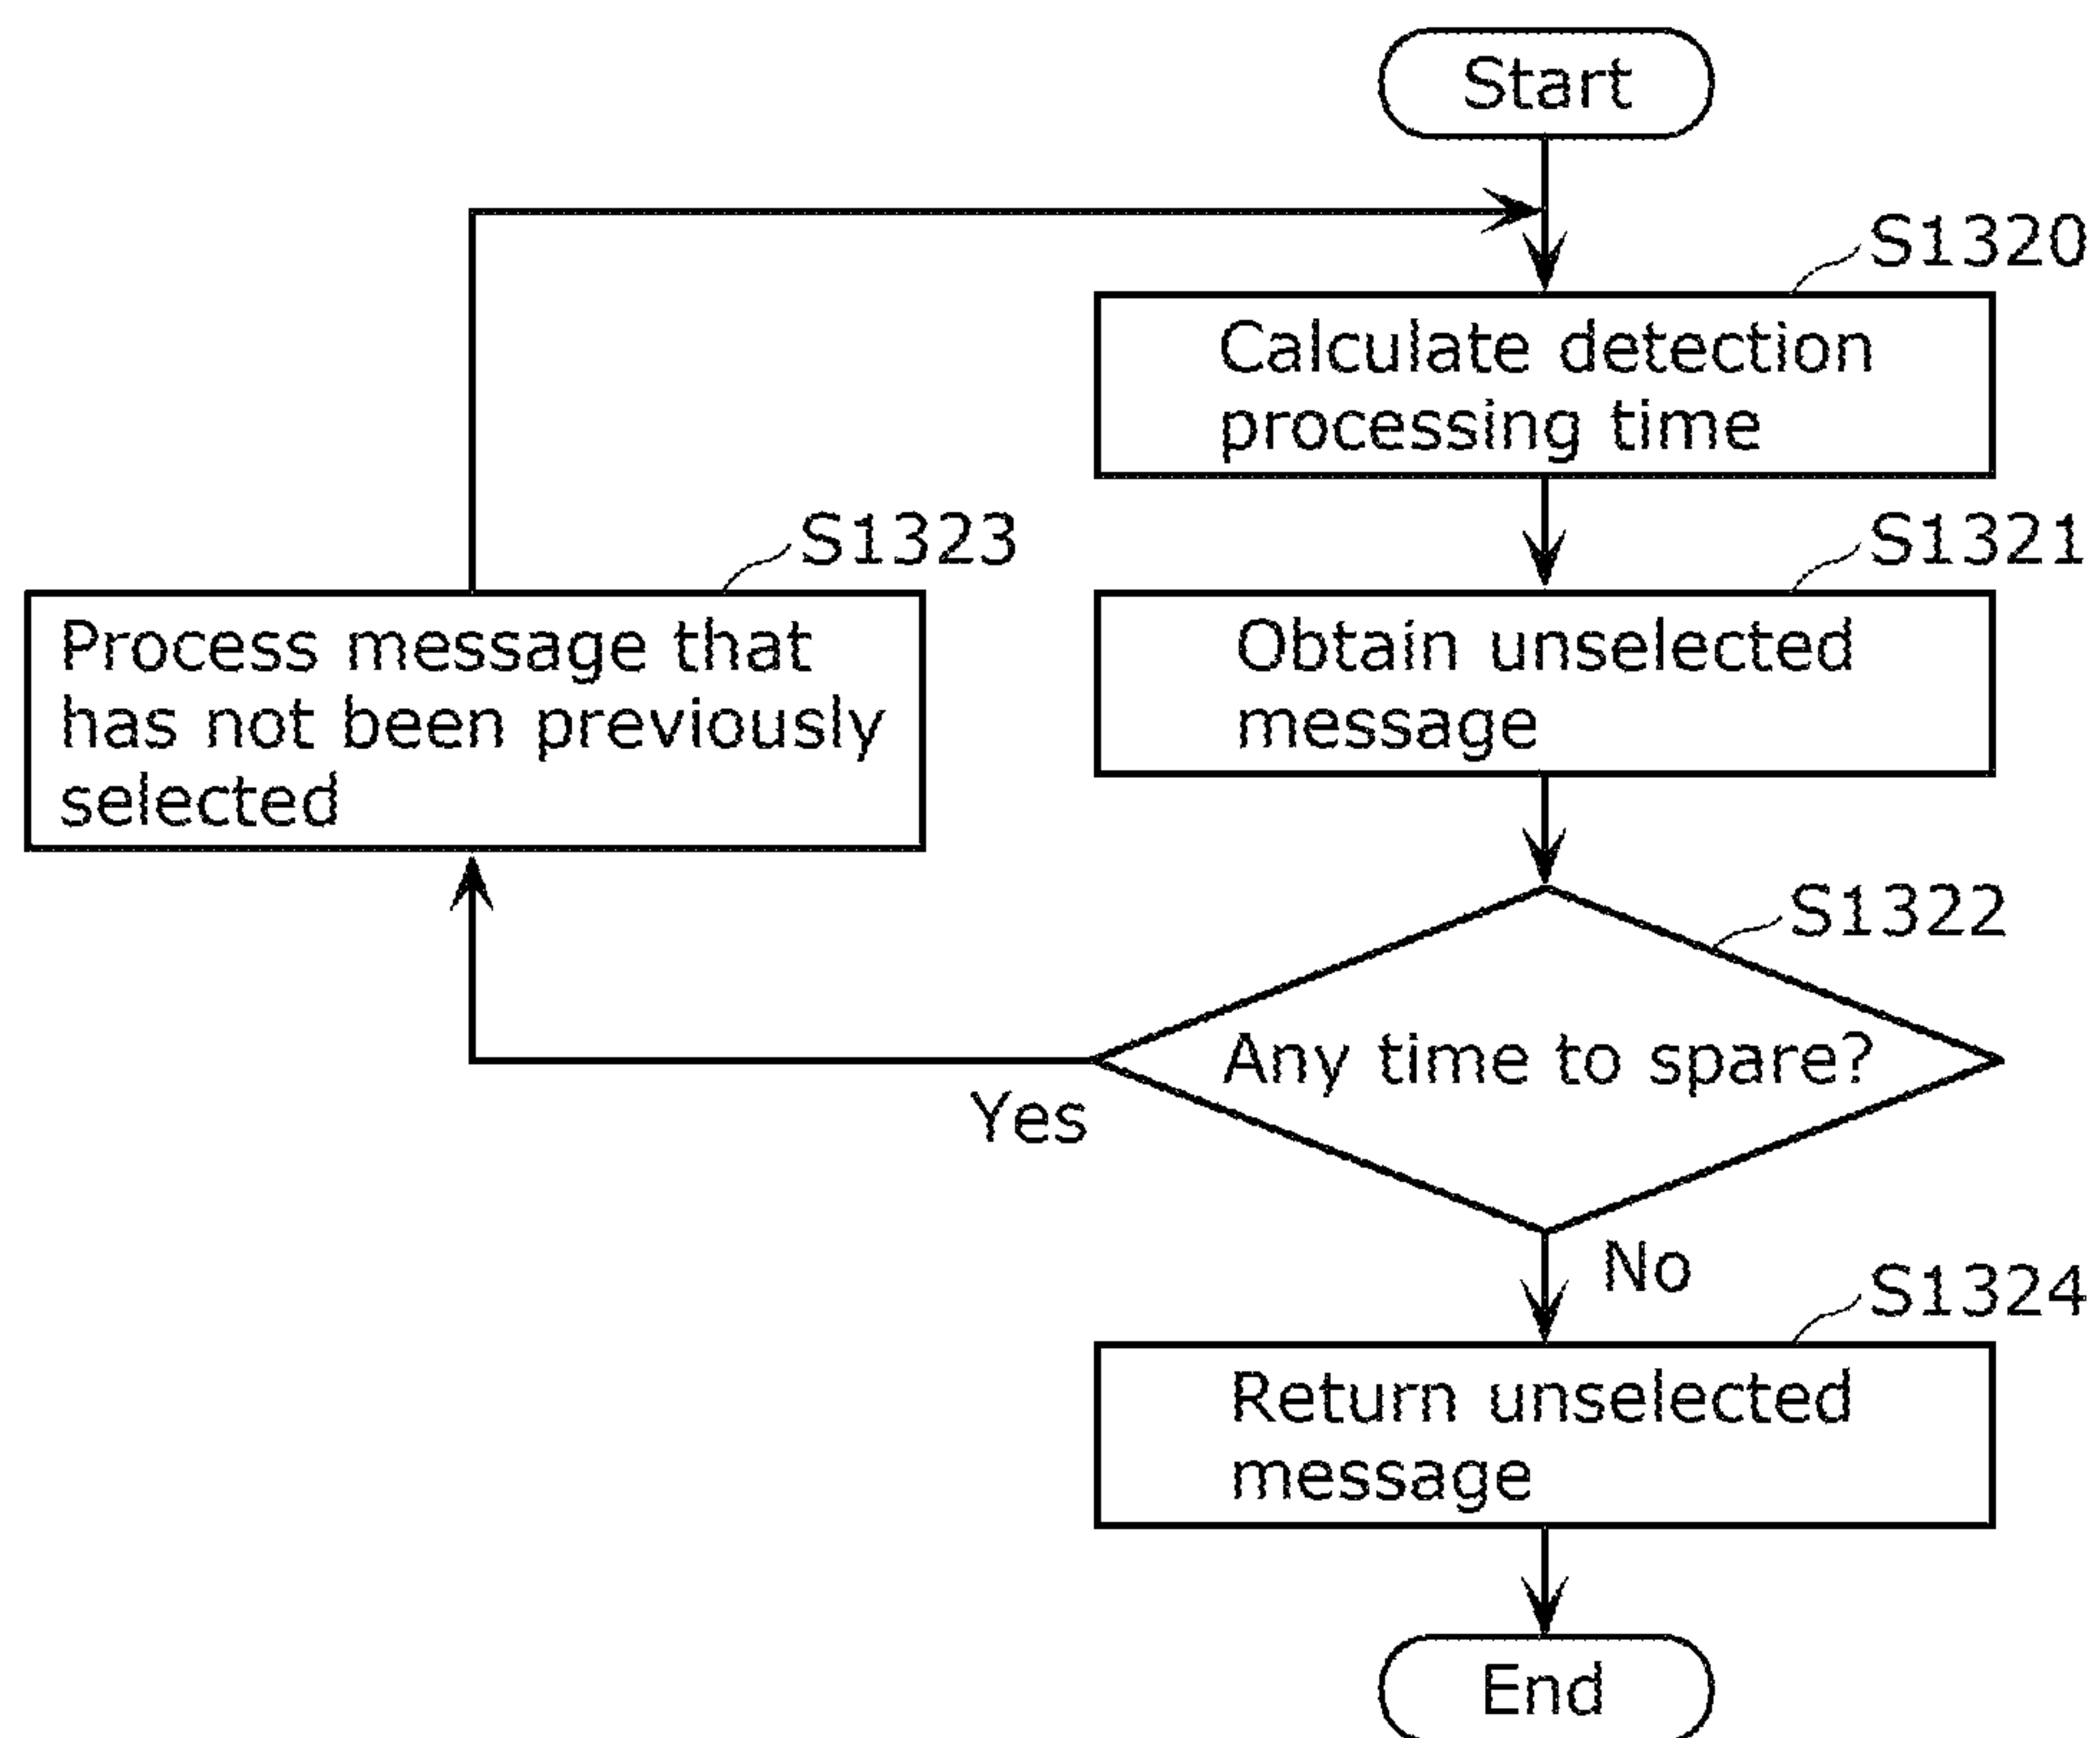 Start
S1320
Calculate detection
processing time
S1323
S1321
Process message that
has not been previously
selected
Obtain unselected
message
S1322
Any time to spare?
Yes
No
S1324
Return unselected
message
End